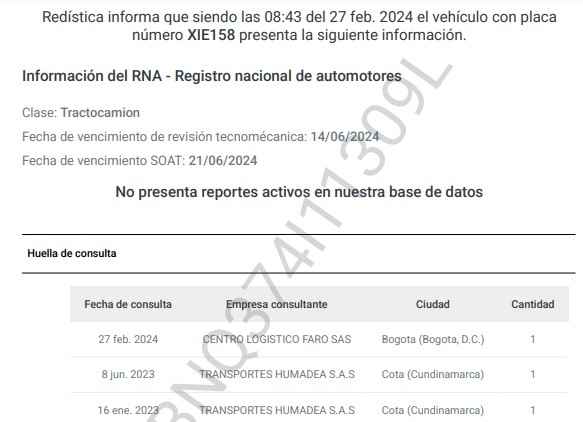 Redística informa que siendo las 08:43 del 27 feb. 2024 el vehículo con placa
número XIE158 presenta la siguiente información.
Información del RNA - Registro nacional de automotores
Clase: Tractocamion
Fecha de vencimiento de revisión tecnomécanica: 14/06/2024
Fecha de vencimiento SOAT: 21/06/2024
No presenta reportes activos en nuestra base de datos
Huella de consulta
Fecha de consulta Empresa consultante Ciudad Cantidad
27 feb. 2024 CENTRO LOGISTICO FARO SAS Bogota (Bogota, D.C.) 1
8 jun. 2023 TRANSPORTES HUMADEA S.A.S Cota (Cundinamarca) 1
16 ene. 2023 TRANSPORTES HUMADEA S.A.S Cota (Cundinamarca) 1